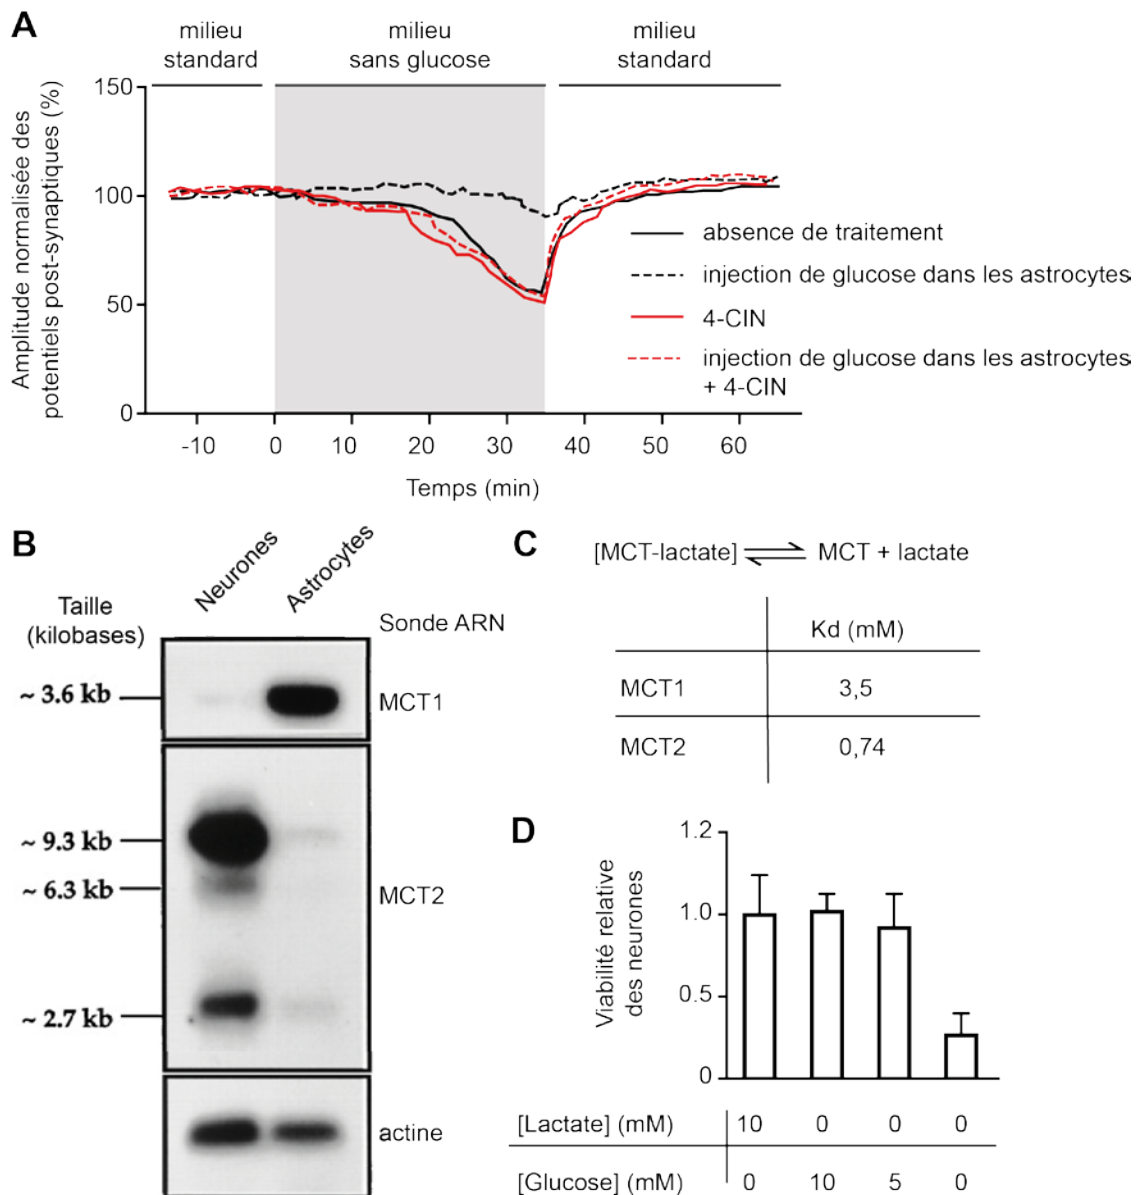 A
milieu
standard
milieu
sans glucose
milieu
standard
Amplitude normalisée des
potentiels post-synaptiques (%)
150
100
50
0
-10 0 10 20 30 40 50 60
Temps (min)
absence de traitement
injection de glucose dans les astrocytes
4-CIN
injection de glucose dans les astrocytes
+ 4-CIN
B
Neurones
Astrocytes
Taille
(kilobases)
Sonde ARN
~ 3.6 kb
MCT1
~ 9.3 kb
~ 6.3 kb
MCT2
~ 2.7 kb
actine
C
[MCT-lactate] ⇌ MCT + lactate
Kd (mM)
MCT1 3,5
MCT2 0,74
D
Viabilité relative
des neurones
1.2
1.0
0.5
0
[Lactate] (mM) 10 0 0 0
[Glucose] (mM) 0 10 5 0